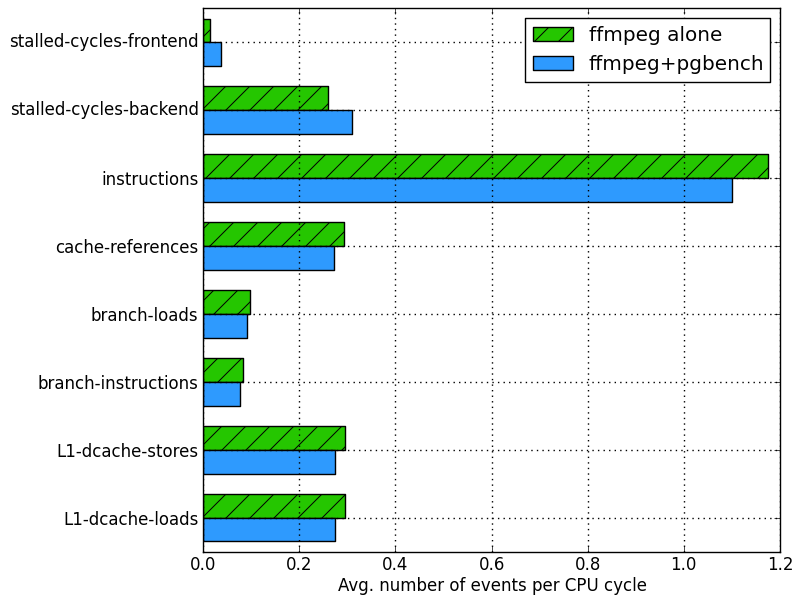 stalled-cycles-frontend
stalled-cycles-backend
instructions
cache-references
branch-loads
branch-instructions
L1-dcache-stores
L1-dcache-loads
ffmpeg alone
ffmpeg+pgbench
0.0 0.2 0.4 0.6 0.8 1.0 1.2
Avg. number of events per CPU cycle